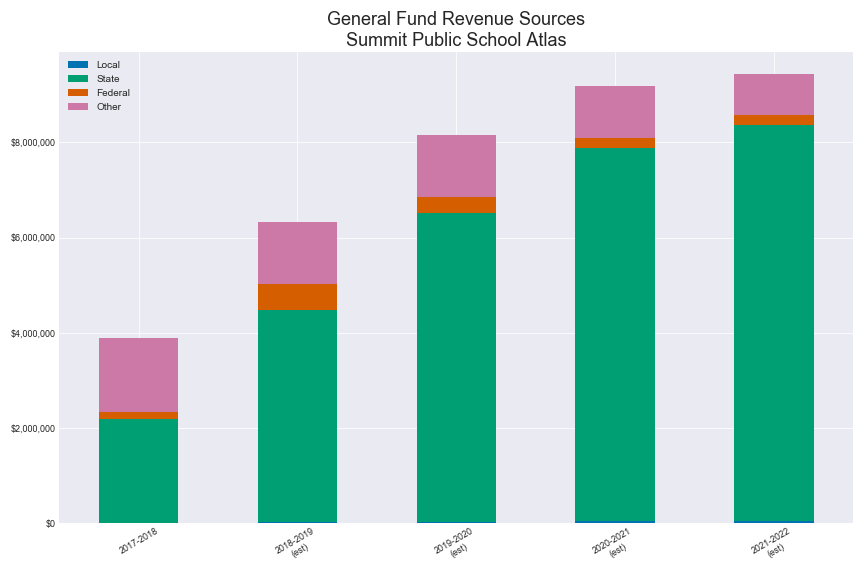 General Fund Revenue Sources
Summit Public School Atlas
Local
State
Federal
Other
$8,000,000
$6,000,000
$4,000,000
$2,000,000
$0
2017-2018
2018-2019
(est)
2019-2020
(est)
2020-2021
(est)
2021-2022
(est)